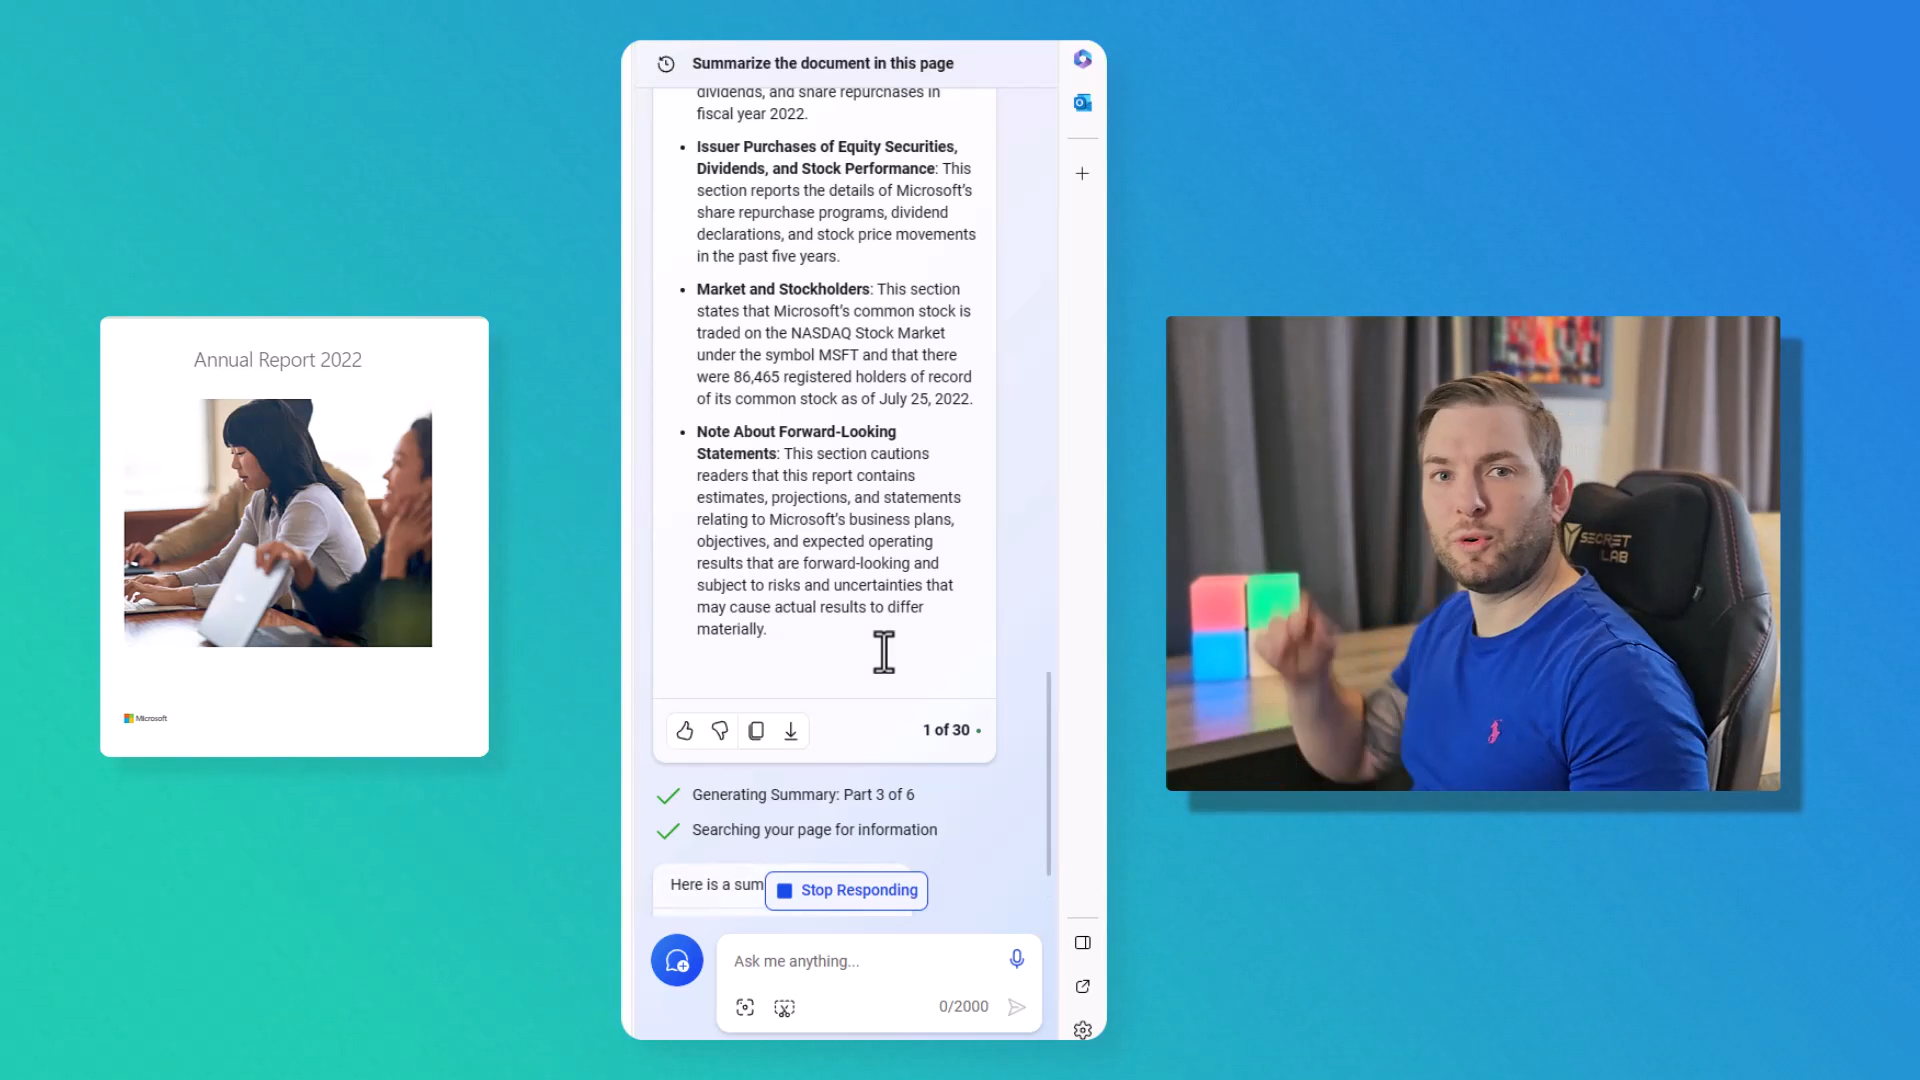 Annual Report 2022
Microsoft
Summarize the document in this page
dividends, and share repurchases in
fiscal year 2022.
• Issuer Purchases of Equity Securities,
Dividends, and Stock Performance: This
section reports the details of Microsoft's
share repurchase programs, dividend
declarations, and stock price movements
in the past five years.
• Market and Stockholders: This section
states that Microsoft's common stock is
traded on the NASDAQ Stock Market
under the symbol MSFT and that there
were 86,465 registered holders of record
of its common stock as of July 25, 2022.
• Note About Forward-Looking
Statements: This section cautions
readers that this report contains
estimates, projections, and statements
relating to Microsoft's business plans,
objectives, and expected operating
results that are forward-looking and
subject to risks and uncertainties that
may cause actual results to differ
materially.
1 of 30
Generating Summary: Part 3 of 6
Searching your page for information
Here is a sum
Stop Responding
Ask me anything...
0/2000
SECRET
LAB